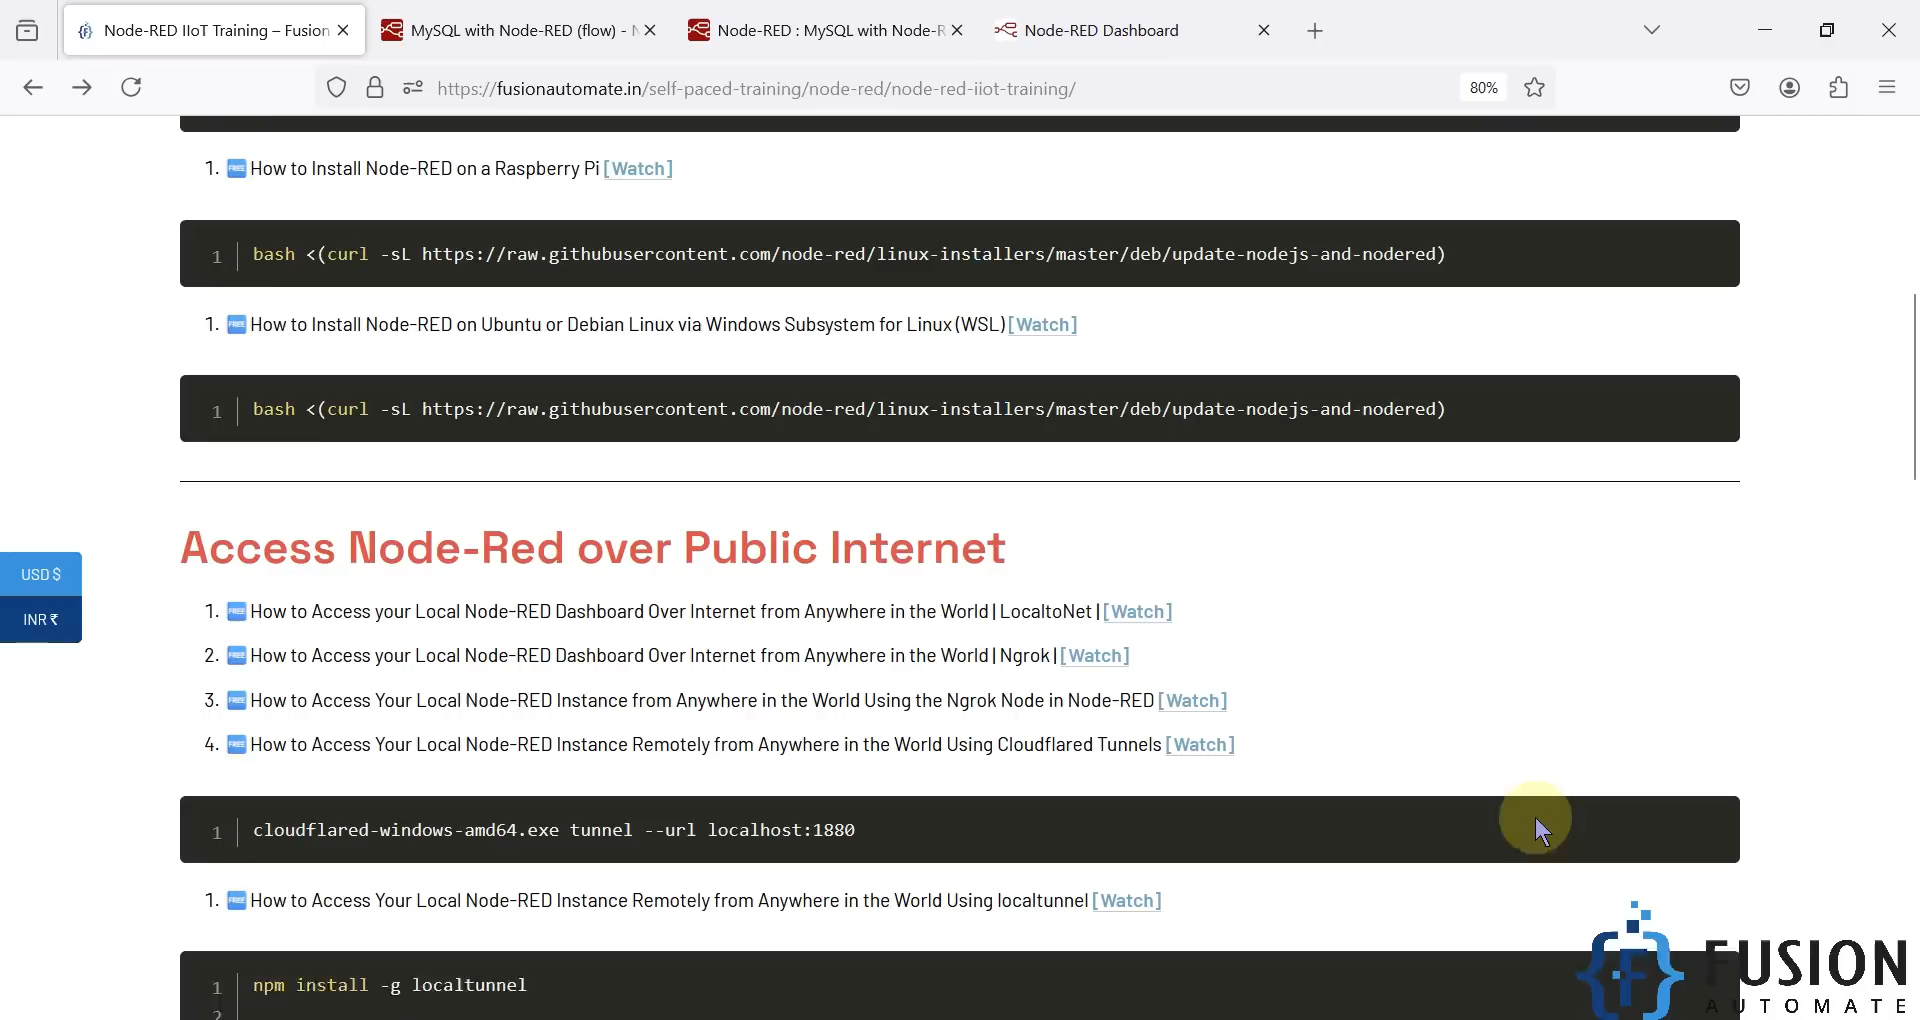 Node-RED IIoT Training – Fusion
MySQL with Node-RED (flow) - N
Node-RED : MySQL with Node-R
Node-RED Dashboard
https://fusionautomate.in/self-paced-training/node-red/node-red-iiot-training/
80%
1. FREE How to Install Node-RED on a Raspberry Pi [Watch]
1 bash <(curl -sL https://raw.githubusercontent.com/node-red/linux-installers/master/deb/update-nodejs-and-nodered)
1. FREE How to Install Node-RED on Ubuntu or Debian Linux via Windows Subsystem for Linux (WSL) [Watch]
1 bash <(curl -sL https://raw.githubusercontent.com/node-red/linux-installers/master/deb/update-nodejs-and-nodered)
Access Node-Red over Public Internet
USD $
INR ₹
1. FREE How to Access your Local Node-RED Dashboard Over Internet from Anywhere in the World | LocaltoNet | [Watch]
2. FREE How to Access your Local Node-RED Dashboard Over Internet from Anywhere in the World | Ngrok | [Watch]
3. FREE How to Access Your Local Node-RED Instance from Anywhere in the World Using the Ngrok Node in Node-RED [Watch]
4. FREE How to Access Your Local Node-RED Instance Remotely from Anywhere in the World Using Cloudflared Tunnels [Watch]
1 cloudflared-windows-amd64.exe tunnel --url localhost:1880
1. FREE How to Access Your Local Node-RED Instance Remotely from Anywhere in the World Using localtunnel [Watch]
1 npm install -g localtunnel
2
FUSION
AUTOMATE